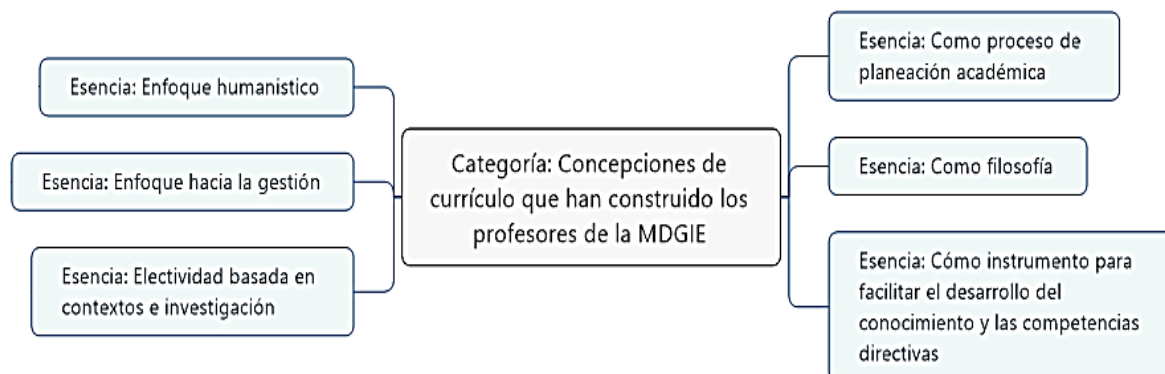 Esencia: Enfoque humanistico
Esencia: Enfoque hacia la gestión
Esencia: Electividad basada en
contextos e investigación
Categoría: Concepciones de
currículo que han construido los
profesores de la MDGIE
Esencia: Como proceso de
planeación académica
Esencia: Como filosofía
Esencia: Cómo instrumento para
facilitar el desarrollo del
conocimiento y las competencias
directivas